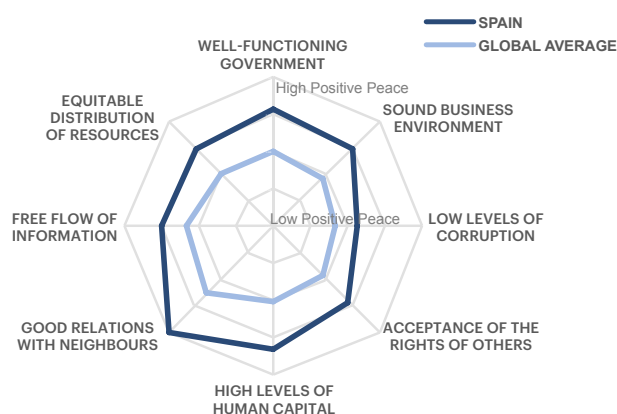 SPAIN
GLOBAL AVERAGE
WELL-FUNCTIONING
GOVERNMENT
High Positive Peace
EQUITABLE
DISTRIBUTION
OF RESOURCES
SOUND BUSINESS
ENVIRONMENT
FREE FLOW OF
INFORMATION
Low Positive Peace
LOW LEVELS OF
CORRUPTION
GOOD RELATIONS
WITH NEIGHBOURS
ACCEPTANCE OF THE
RIGHTS OF OTHERS
HIGH LEVELS OF
HUMAN CAPITAL